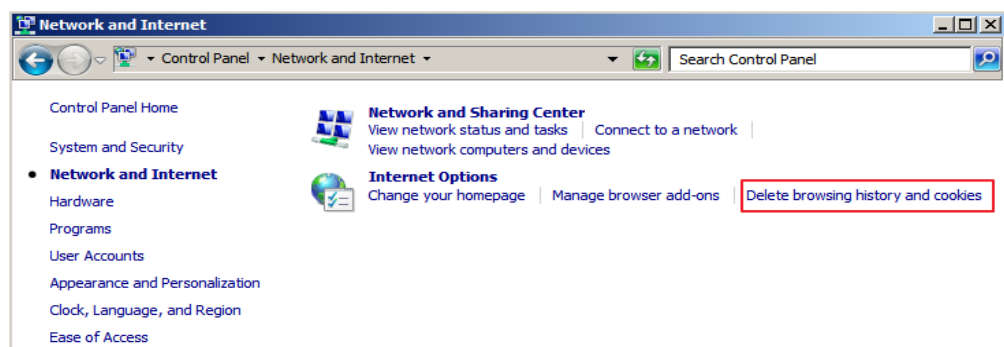 Network and Internet
Control Panel Network and Internet Search Control Panel
Control Panel Home
System and Security
Network and Internet
Hardware
Programs
User Accounts
Appearance and Personalization
Clock, Language, and Region
Ease of Access
Network and Sharing Center
View network status and tasks Connect to a network
View network computers and devices
Internet Options
Change your homepage Manage browser add-ons Delete browsing history and cookies